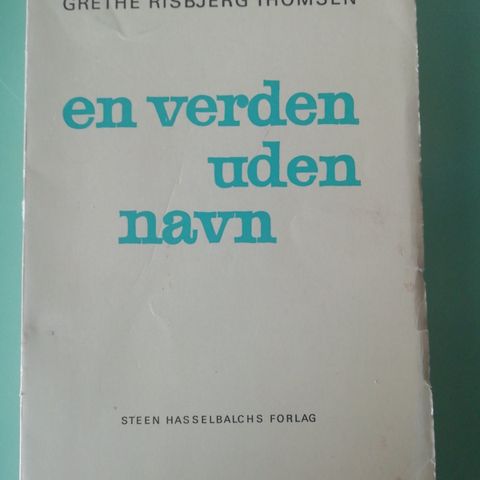 GRETHE RISBJERG THOMSEN
en verden
uden
navn
STEEN HASSELBALCHS FORLAG